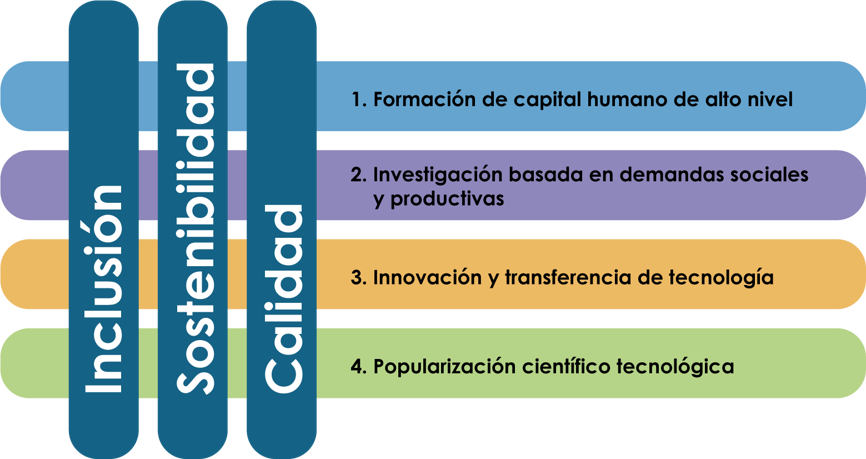 Inclusión
Sostenibilidad
Calidad
1. Formación de capital humano de alto nivel
2. Investigación basada en demandas sociales
y productivas
3. Innovación y transferencia de tecnología
4. Popularización científico tecnológica